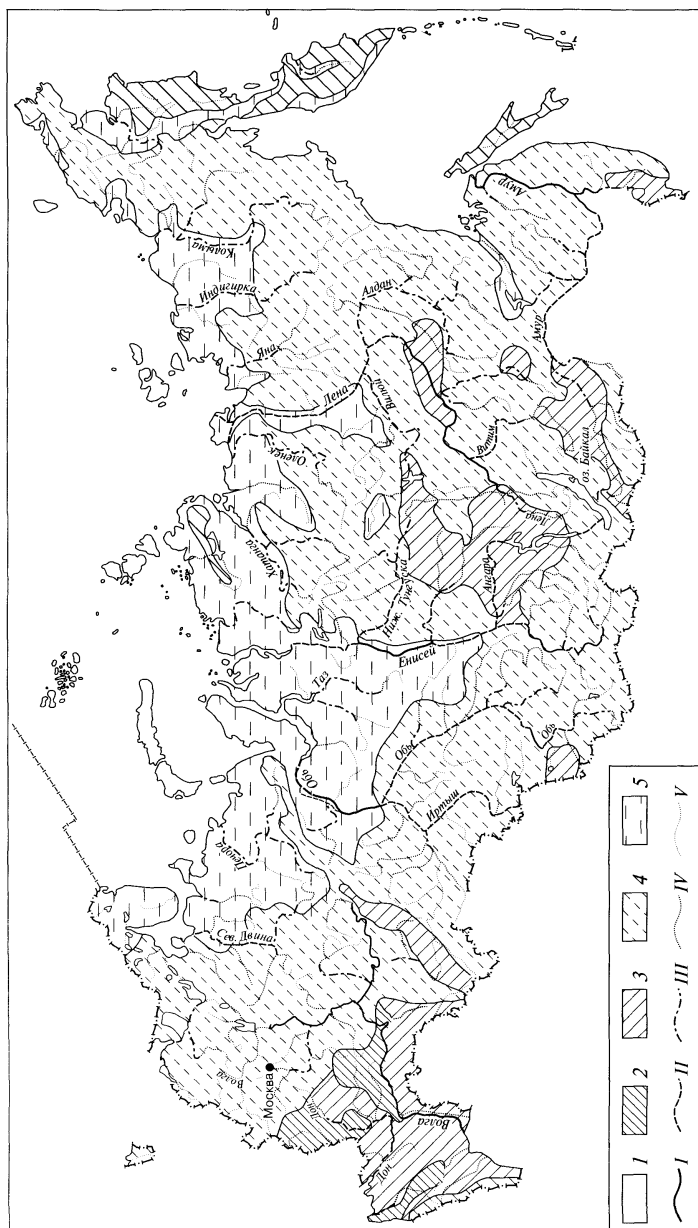 Москва
Волга
Дон
Дон
Волга
Сев. Двина
Печора
Обь
Иртыш
Обь
Обь
Таз
Енисей
Ниж. Тунгуска
Ангара
Хатанга
Оленек
Лена
Вилюй
Лена
Витим
оз. Байкал
Алдан
Яна
Индигирка
Колыма
Амур
Амур
1 2 3 4 5
I II III IV V